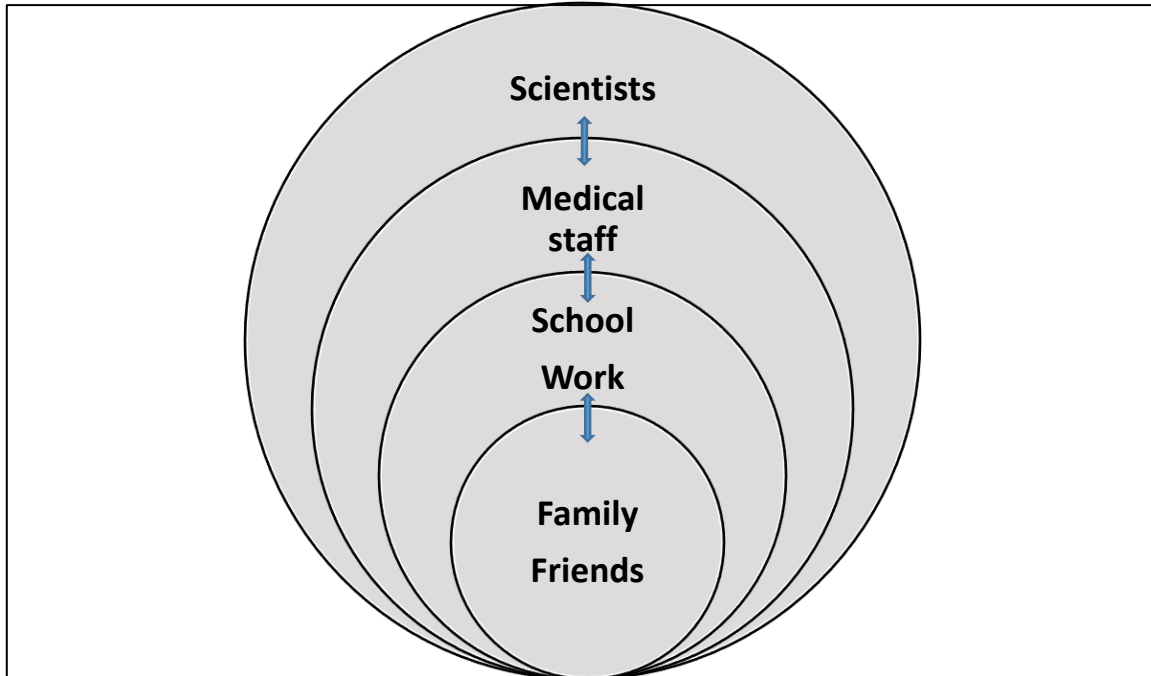 Scientists
Medical
staff
School
Work
Family
Friends